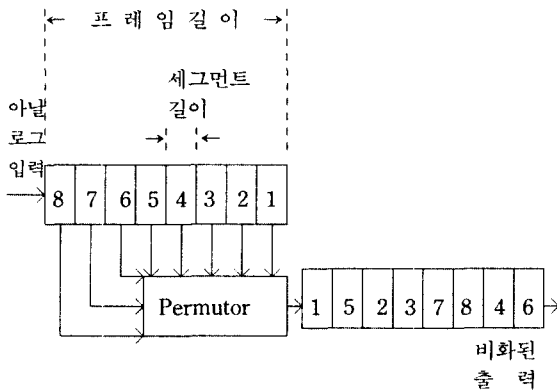 프 레 임 길 이
세그먼트
길이
아날
로그
입력
8 7 6 5 4 3 2 1
Permutor
1 5 2 3 7 8 4 6
비화된
출 력